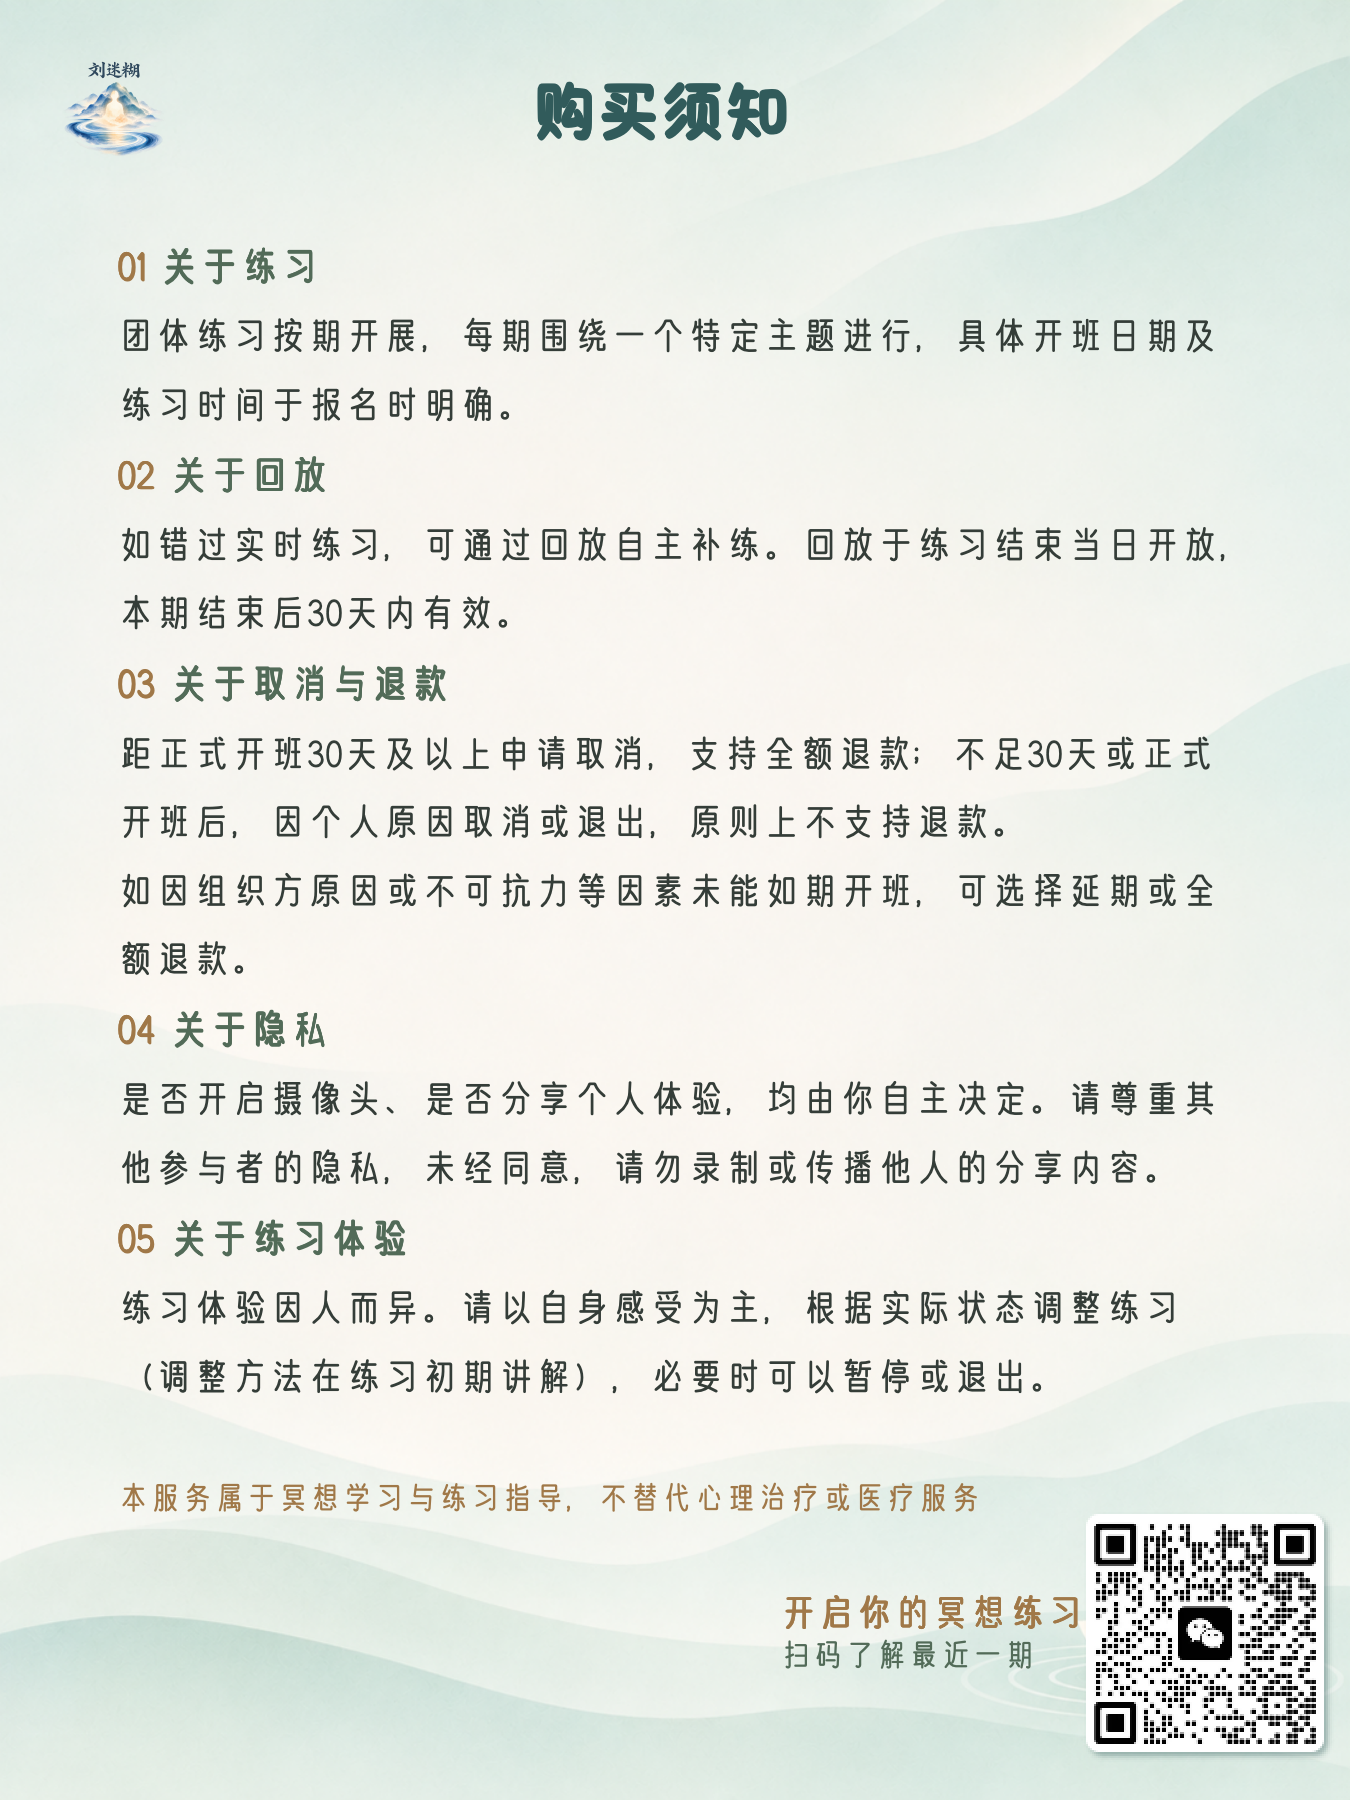 刘迷糊
购买须知
01 关于练习
团体练习按期开展，每期围绕一个特定主题进行，具体开班日期及
练习时间于报名时明确。
02 关于回放
如错过实时练习，可通过回放自主补练。回放于练习结束当日开放，
本期结束后30天内有效。
03 关于取消与退款
距正式开班30天及以上申请取消，支持全额退款；不足30天或正式
开班后，因个人原因取消或退出，原则上不支持退款。
如因组织方原因或不可抗力等因素未能如期开班，可选择延期或全
额退款。
04 关于隐私
是否开启摄像头、是否分享个人体验，均由你自主决定。请尊重其
他参与者的隐私，未经同意，请勿录制或传播他人的分享内容。
05 关于练习体验
练习体验因人而异。请以自身感受为主，根据实际状态调整练习
（调整方法在练习初期讲解），必要时可以暂停或退出。
本服务属于冥想学习与练习指导，不替代心理治疗或医疗服务
开启你的冥想练习
扫码了解最近一期